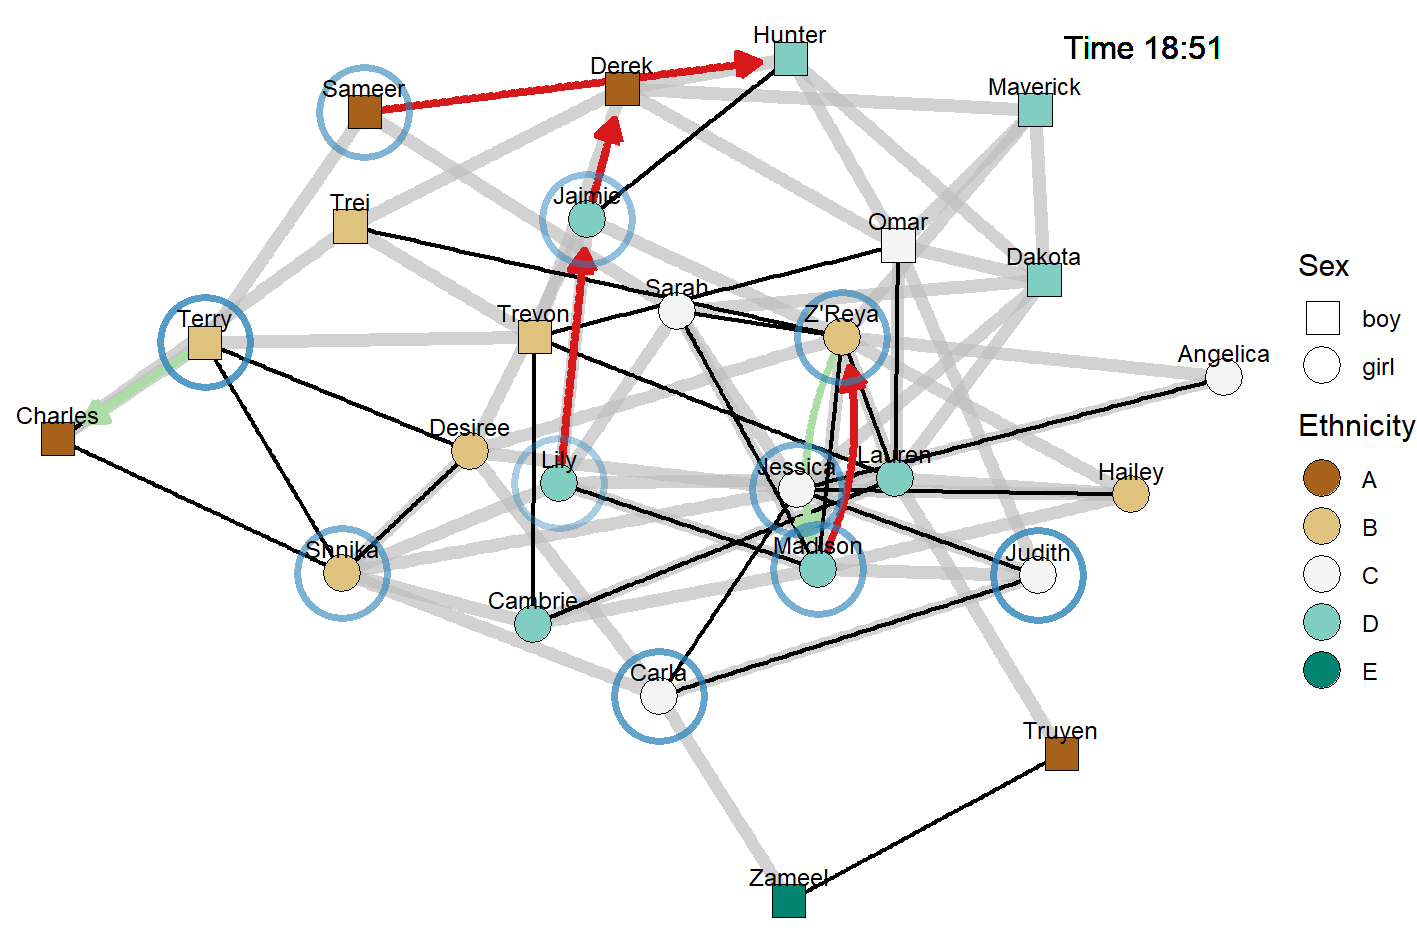 Hunter
Time 18:51
Derek
Sameer
Maverick
Jaimie
Trei
Omar
Dakota
Sex
Sarah
Z'Reya
Trevon
Terry
boy
Angelica
girl
Charles
Desiree
Ethnicity
Lily
Lauren
Jessica
Hailey
A
B
Shnika
Madison
Judith
C
Cambrie
D
Carla
E
Truyen
Zameel